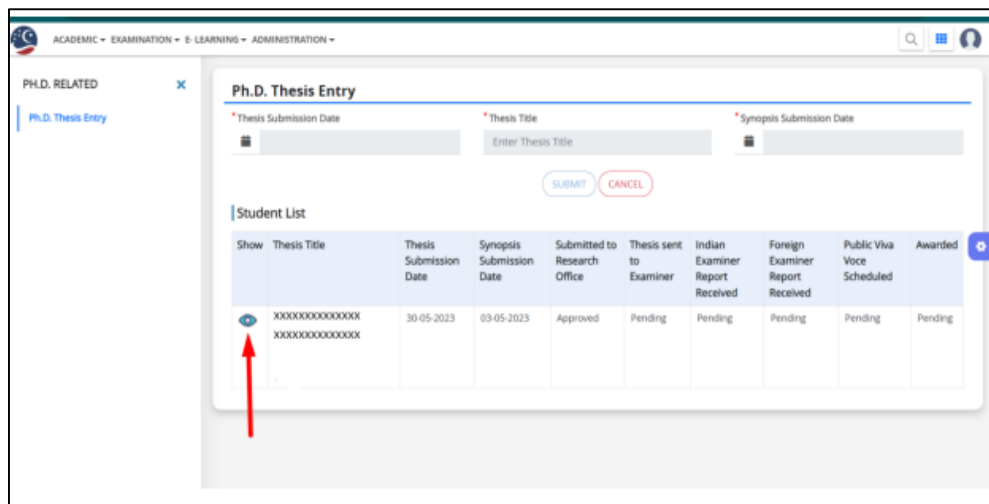 ACADEMIC EXAMINATION E- LEARNING ADMINISTRATION
PH.D. RELATED
Ph.D. Thesis Entry
Ph.D. Thesis Entry
*Thesis Submission Date
*Thesis Title
*Synopsis Submission Date
Enter Thesis Title
SUBMIT
CANCEL
Student List
Show
Thesis Title
Thesis
Submission
Date
Synopsis
Submission
Date
Submitted to
Research
Office
Thesis sent
to
Examiner
Indian
Examiner
Report
Received
Foreign
Examiner
Report
Received
Public Viva
Voce
Scheduled
Awarded
XXXXXXXXXXXXXX
XXXXXXXXXXXXXX
30-05-2023
03-05-2023
Approved
Pending
Pending
Pending
Pending
Pending